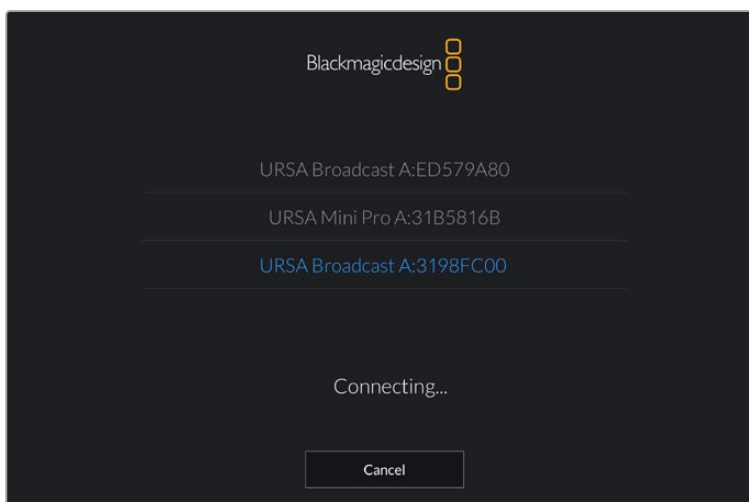 Blackmagicdesign
URSA Broadcast A:ED579A80
URSA Mini Pro A:31B5816B
URSA Broadcast A:3198FC00
Connecting...
Cancel